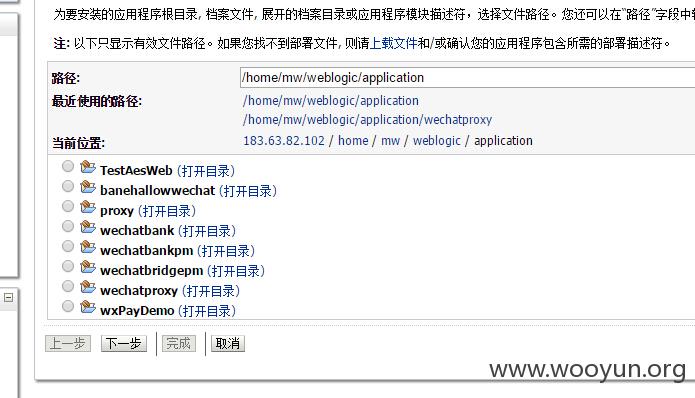 为要安装的应用程序根目录, 档案文件, 展开的档案目录或应用程序模块描述符，选择文件路径。您还可以在“路径”字段中
注: 以下只显示有效文件路径。如果您找不到部署文件, 则请上载文件和/或确认您的应用程序包含所需的部署描述符。
路径: /home/mw/weblogic/application
最近使用的路径: /home/mw/weblogic/application
/home/mw/weblogic/application/wechatproxy
当前位置: 183.63.82.102 / home / mw / weblogic / application
TestAesWeb (打开目录)
banehallowwechat (打开目录)
proxy (打开目录)
wechatbank (打开目录)
wechatbankpm (打开目录)
wechatbridgepm (打开目录)
wechatproxy (打开目录)
wxPayDemo (打开目录)
上一步 下一步 完成 取消
www.wooyun.org